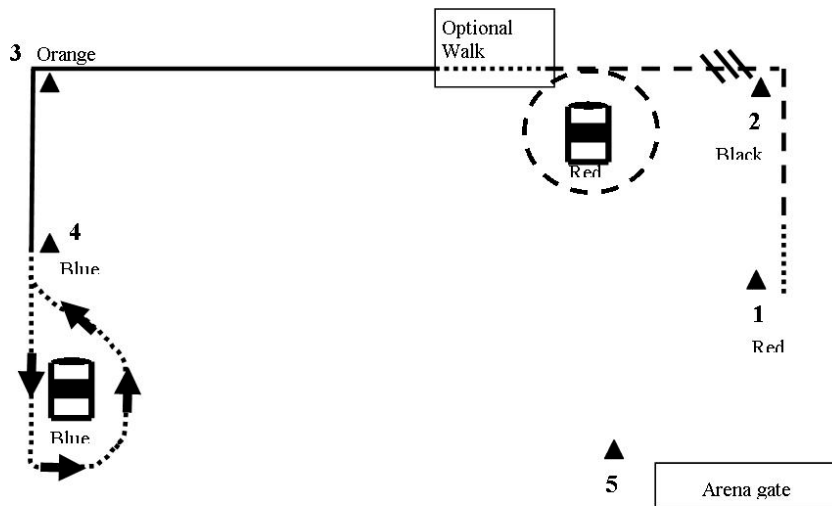 Optional
Walk
3 Orange
2
Black
Red
4
Blue
1
Red
Blue
5
Arena gate